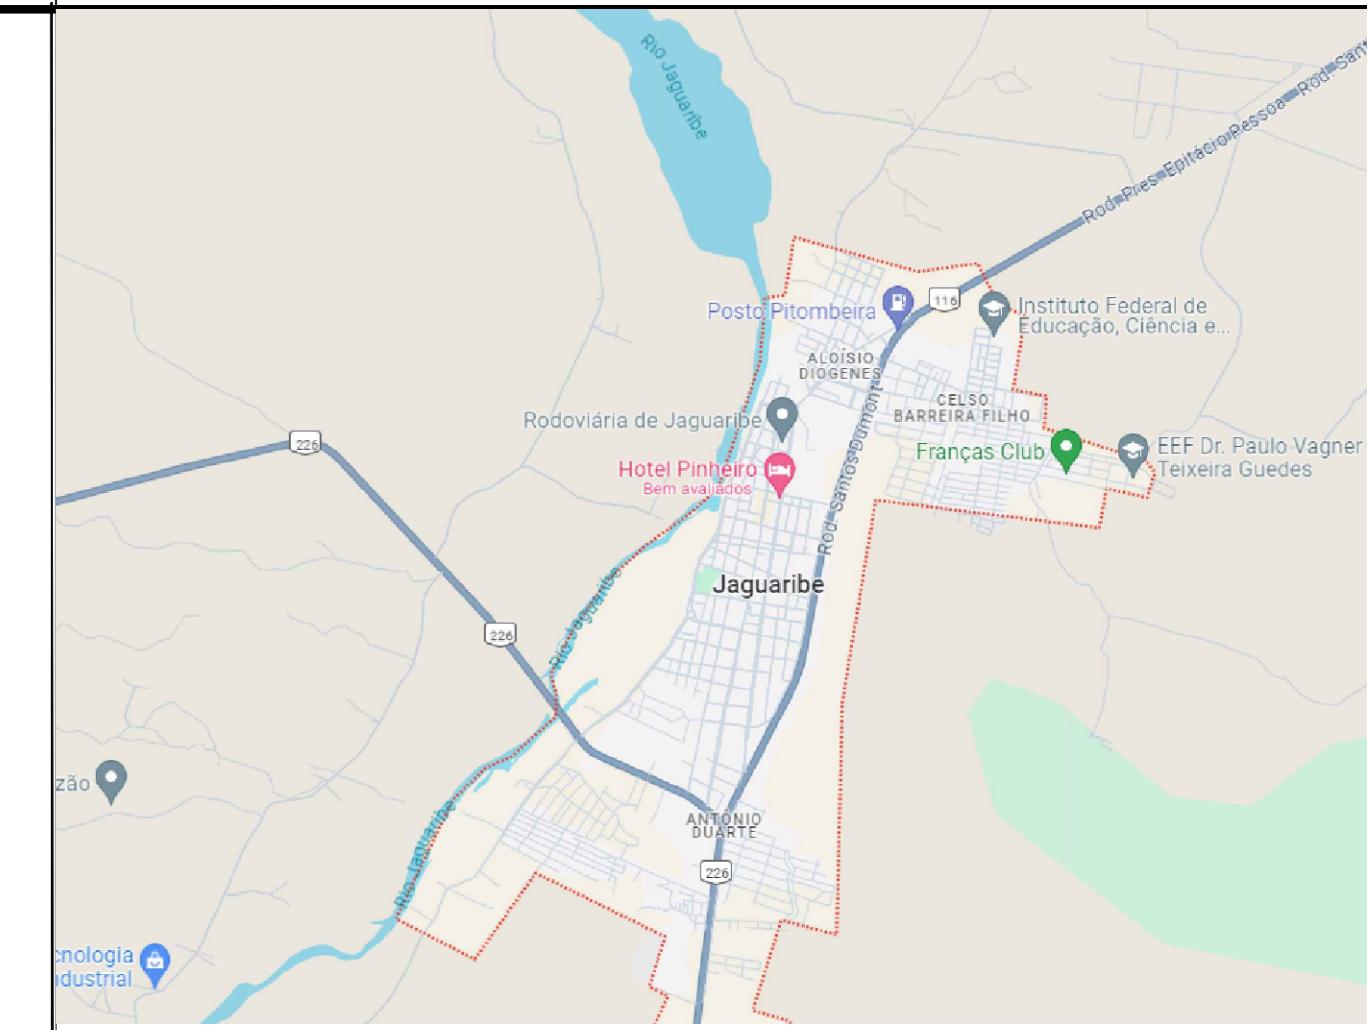 Rio Jaguaribe
Rod. Pres. Epitácio Pessoa
Rod. Sant
116
Posto Pitombeira
Instituto Federal de
Educação, Ciência e...
ALOÍSIO
DIOGENES
CELSO
BARREIRA FILHO
Rodoviária de Jaguaribe
Franças Club
EEF Dr. Paulo Vagner
Teixeira Guedes
226
Hotel Pinheiro
Bem avaliados
Rod. Santos Dumont
Jaguaribe
Rio Jaguaribe
226
zão
ANTÔNIO
DUARTE
Rio Jaguaribe
226
cnologia
ndustrial